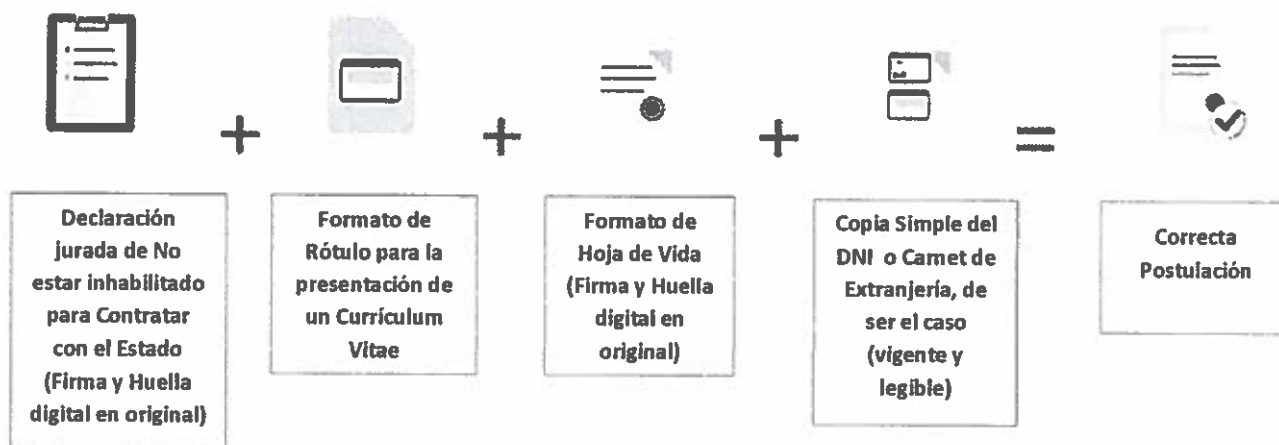 +
+
+
=
Declaración
jurada de No
estar inhabilitado
para Contratar
con el Estado
(Firma y Huella
digital en original)
Formato de
Rótulo para la
presentación de
un Currículum
Vitae
Formato de
Hoja de Vida
(Firma y Huella
digital en
original)
Copia Simple del
DNI o Carnet de
Extranjería, de
ser el caso
(vigente y
legible)
Correcta
Postulación